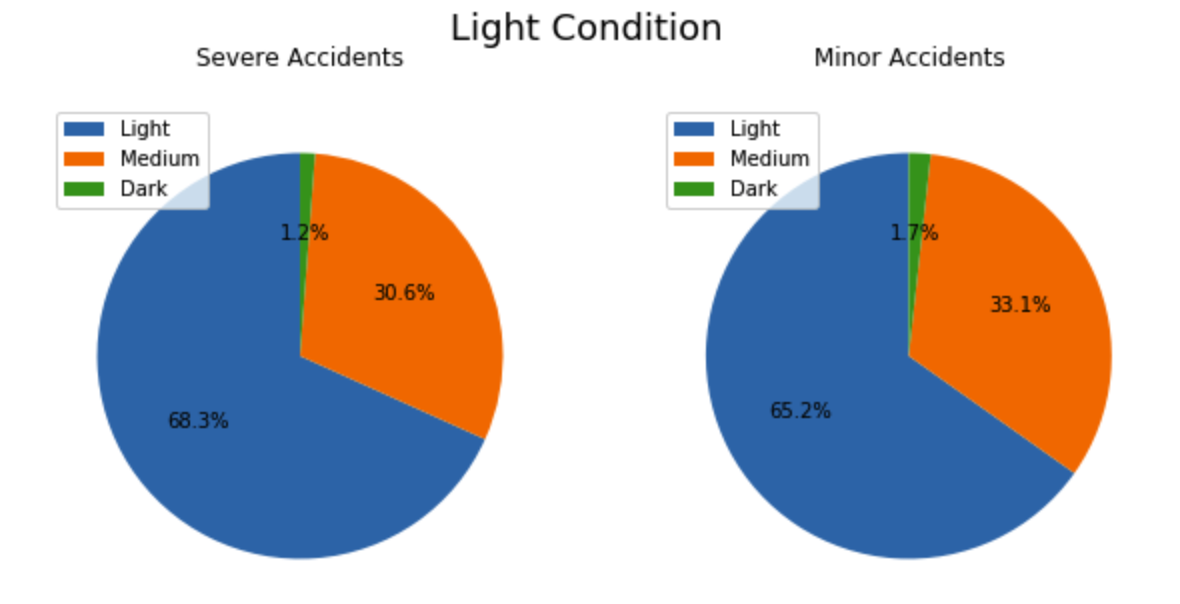 Light Condition
Severe Accidents
Light
Medium
Dark
1.2%
30.6%
68.3%
Minor Accidents
Light
Medium
Dark
1.7%
33.1%
65.2%